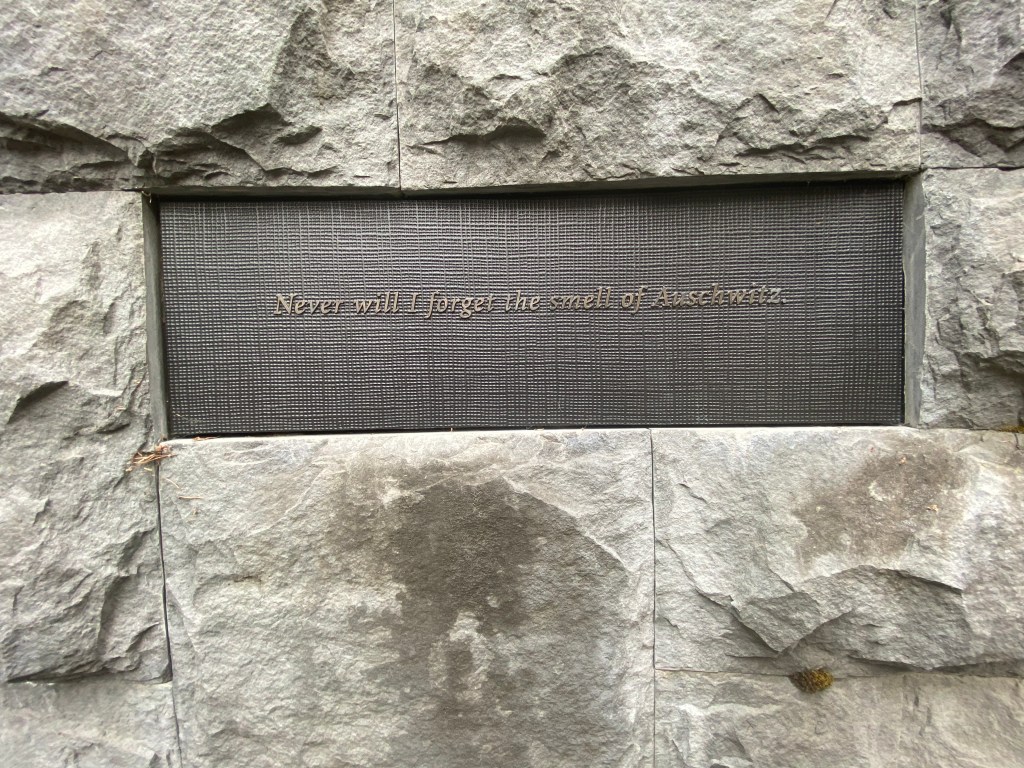 Never will I forget the smell of Auschwitz.